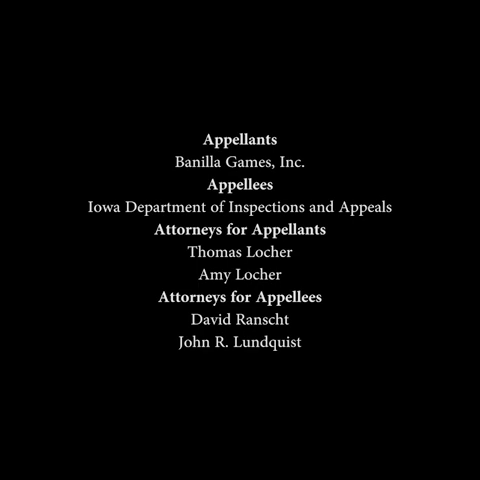 Appellants
Banilla Games, Inc.
Appellees
Iowa Department of Inspections and Appeals
Attorneys for Appellants
Thomas Locher
Amy Locher
Attorneys for Appellees
David Ranscht
John R. Lundquist